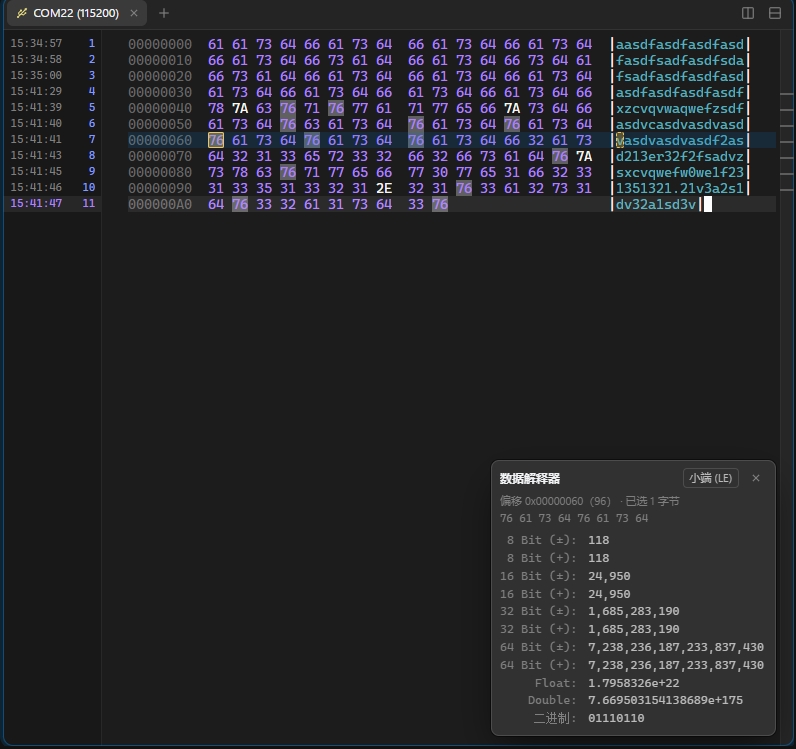 COM22 (115200) × +
15:34:57 1 00000000 61 61 73 64 66 61 73 64 66 61 73 64 66 61 73 64 |aasdfasdfasdfasd|
15:34:58 2 00000010 66 61 73 64 66 73 61 64 66 61 73 64 66 73 64 61 |fasdfsadfasdfsda|
15:35:00 3 00000020 66 73 61 64 66 61 73 64 66 61 73 64 66 61 73 64 |fsadfasdfasdfasd|
15:41:29 4 00000030 61 73 64 66 61 73 64 66 61 73 64 66 61 73 64 66 |asdfasdfasdfasdf|
15:41:39 5 00000040 78 7A 63 76 71 76 77 61 71 77 65 66 7A 73 64 66 |xzcvqvwaqwefzsdf|
15:41:40 6 00000050 61 73 64 76 63 61 73 64 76 61 73 64 76 61 73 64 |asdvcasdvasdvasd|
15:41:41 7 00000060 76 61 73 64 76 61 73 64 76 61 73 64 66 32 61 73 |vasdvasdvasdf2as|
15:41:43 8 00000070 64 32 31 33 65 72 33 32 66 32 66 73 61 64 76 7A |d213er32f2fsadvz|
15:41:45 9 00000080 73 78 63 76 71 77 65 66 77 30 77 65 31 66 32 33 |sxcvqwefw0we1f23|
15:41:46 10 00000090 31 33 35 31 33 32 31 2E 32 31 76 33 61 32 73 31 |1351321.21v3a2s1|
15:41:47 11 000000A0 64 76 33 32 61 31 73 64 33 76 |dv32a1sd3v|
数据解释器 小端 (LE) ×
偏移 0x00000060 (96) · 已选 1 字节
76 61 73 64 76 61 73 64
8 Bit (±): 118
8 Bit (+): 118
16 Bit (±): 24,950
16 Bit (+): 24,950
32 Bit (±): 1,685,283,190
32 Bit (+): 1,685,283,190
64 Bit (±): 7,238,236,187,233,837,430
64 Bit (+): 7,238,236,187,233,837,430
Float: 1.7958326e+22
Double: 7.669503154138689e+175
二进制: 01110110